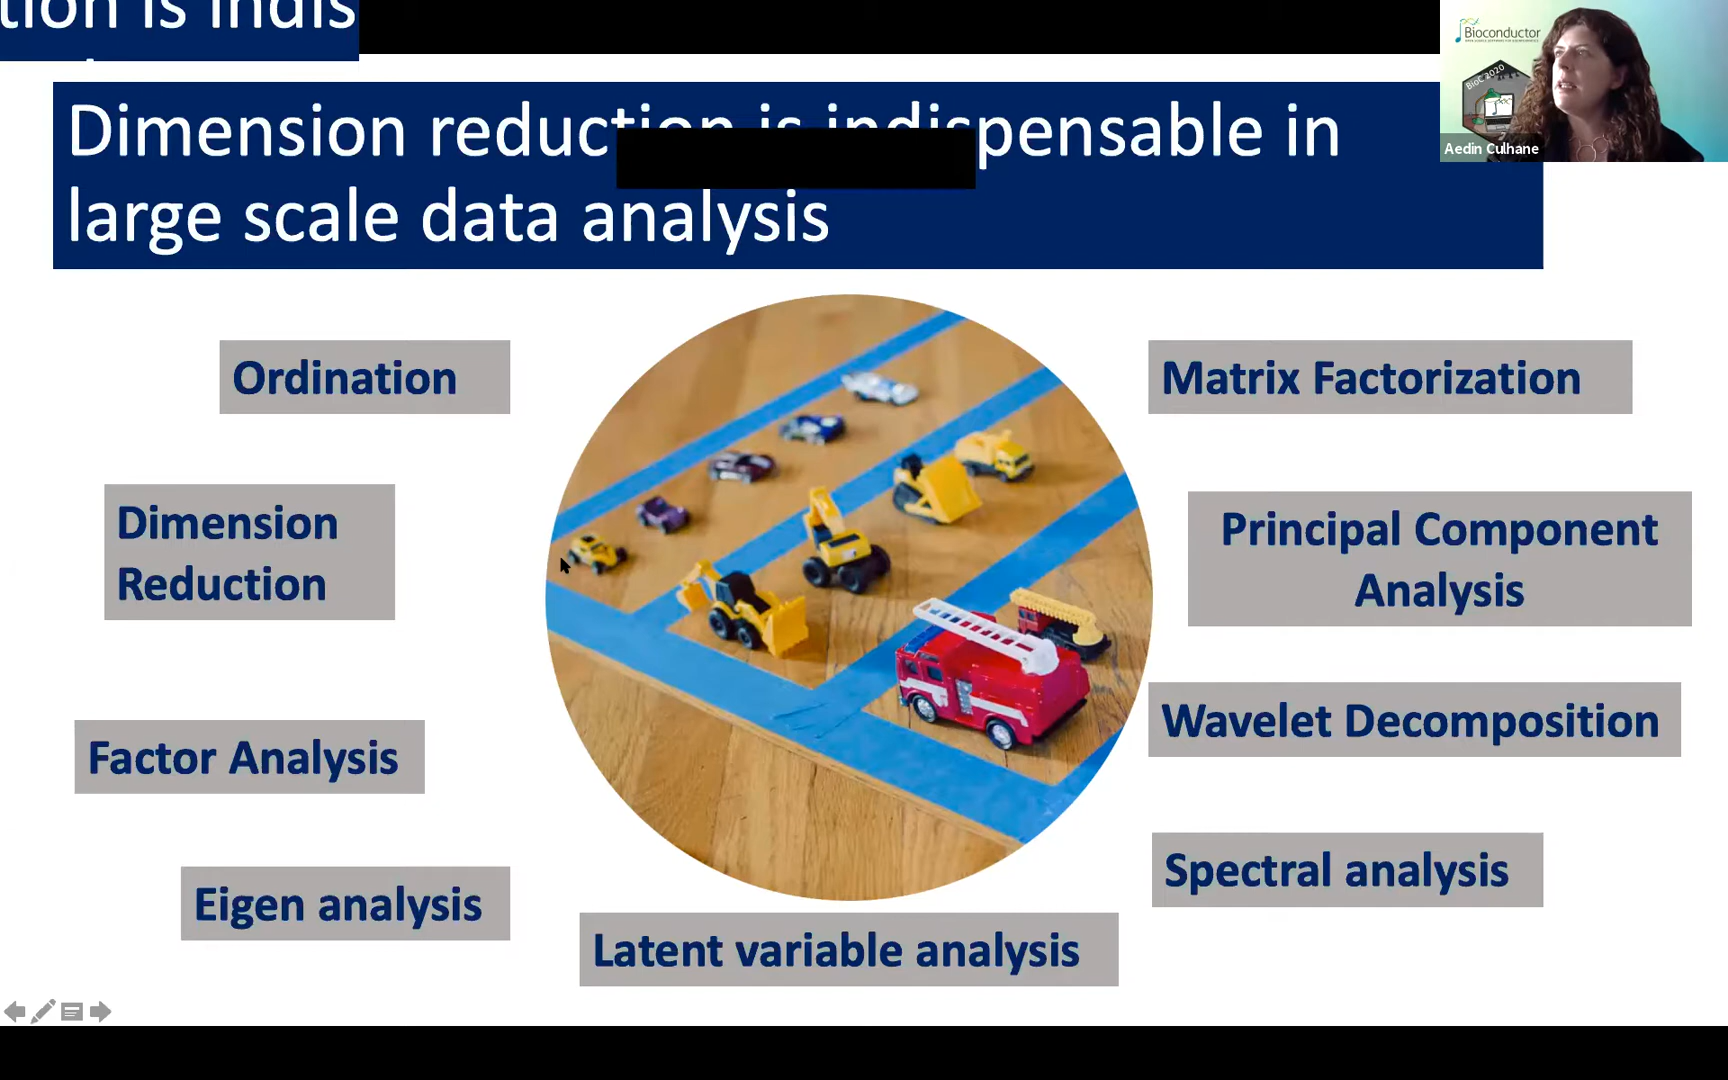 tion is indis
Dimension reduction is indispensable in
large scale data analysis
Bioconductor
BioC 2020
Aedin Culhane
Ordination
Matrix Factorization
Dimension
Reduction
Principal Component
Analysis
Factor Analysis
Wavelet Decomposition
Eigen analysis
Spectral analysis
Latent variable analysis